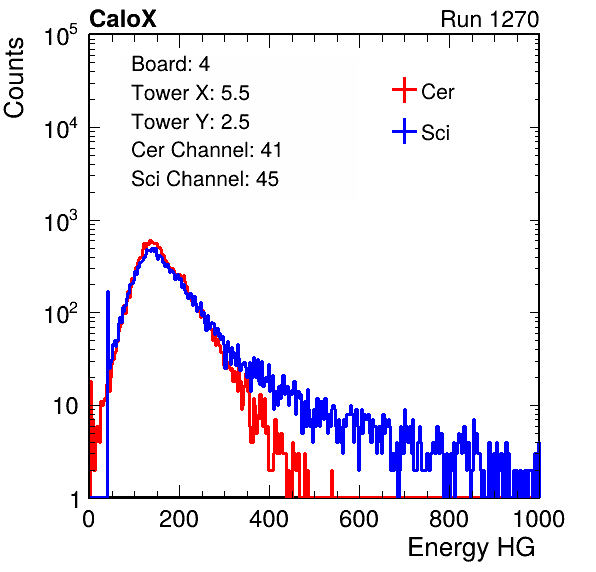 CaloX Run 1270
Counts
10^5
10^4
10^3
10^2
10
1
Board: 4
Tower X: 5.5
Tower Y: 2.5
Cer Channel: 41
Sci Channel: 45
Cer
Sci
0 200 400 600 800 1000
Energy HG